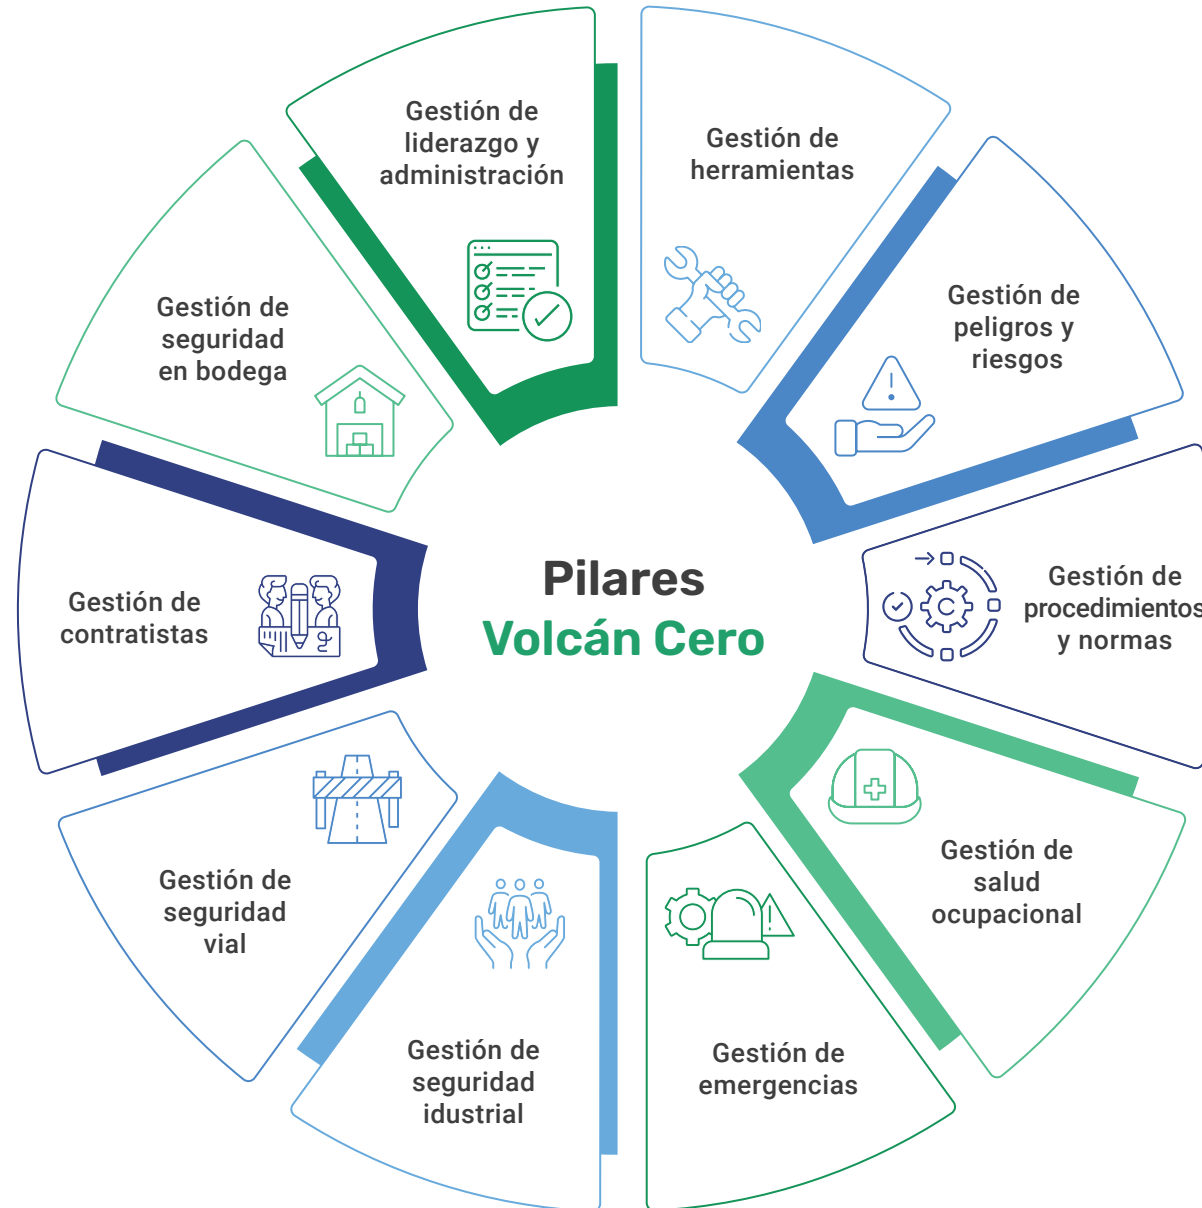 Gestión de
liderazgo y
administración
Gestión de
herramientas
Gestión de
peligros y
riesgos
Gestión de
procedimientos
y normas
Gestión de
salud
ocupacional
Gestión de
emergencias
Gestión de
seguridad
idustrial
Gestión de
seguridad
vial
Gestión de
contratistas
Gestión de
seguridad
en bodega
Pilares
Volcán Cero